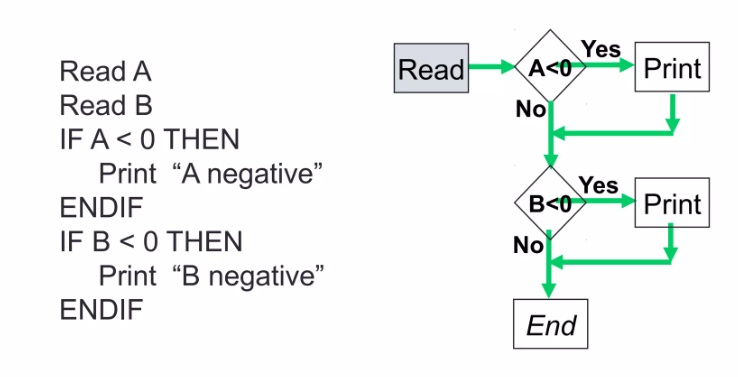 Read A
Read B
IF A < 0 THEN
Print “A negative”
ENDIF
IF B < 0 THEN
Print “B negative”
ENDIF
Read
A<0
Yes
Print
No
B<0
Yes
Print
No
End